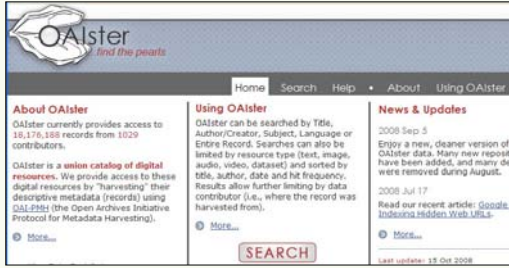 OAIster
find the pearls
Home Search Help • About Using OAIster
About OAIster
OAIster currently provides access to
18,176,188 records from 1029
contributors.
OAIster is a union catalog of digital
resources. We provide access to these
digital resources by "harvesting" their
descriptive metadata (records) using
OAI-PMH (the Open Archives Initiative
Protocol for Metadata Harvesting).
More...
Using OAIster
OAIster can be searched by Title,
Author/Creator, Subject, Language or
Entire Record. Searches can also be
limited by resource type (text, image,
audio, video, dataset) and sorted by
title, author, date and hit frequency.
Results allow further limiting by data
contributor (i.e., where the record was
harvested from).
More...
SEARCH
News & Updates
2008 Sep 5
Enjoy a new, cleaner version of
OAIster data. Many new reposit
have been added, and many de
were removed during August.
2008 Jul 17
Read our recent article: Google
Indexing Hidden Web URLs.
More...
Last update: 15 Oct 2008